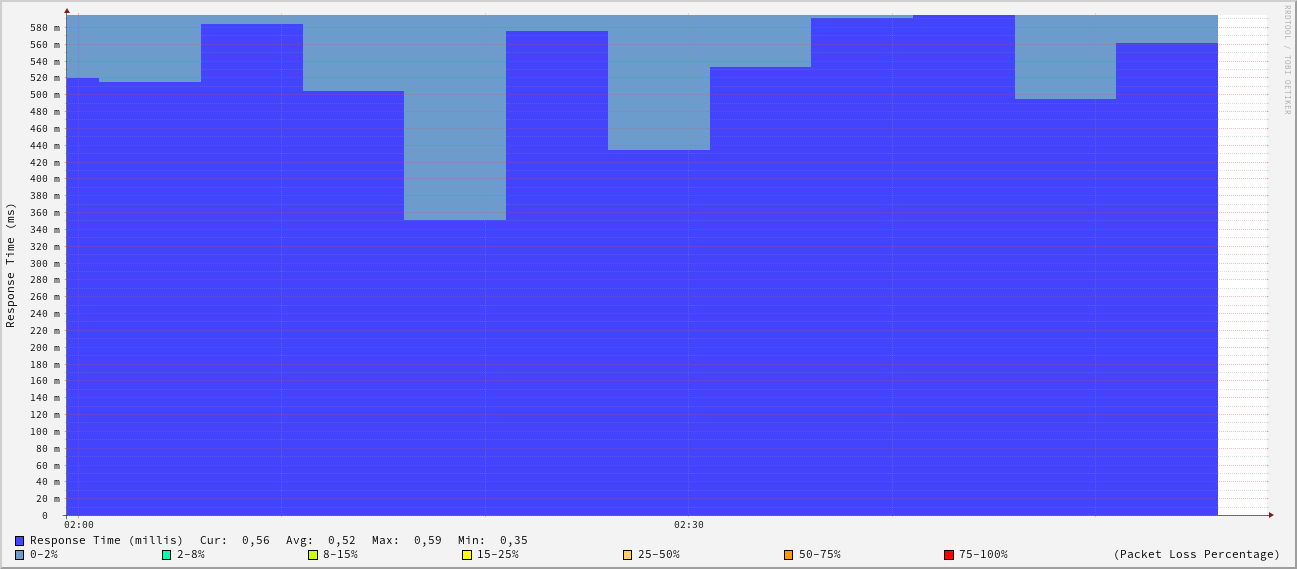 RRDTOOL / TOBI OETIKER
Response Time (ms)
580 m
560 m
540 m
520 m
500 m
480 m
460 m
440 m
420 m
400 m
380 m
360 m
340 m
320 m
300 m
280 m
260 m
240 m
220 m
200 m
180 m
160 m
140 m
120 m
100 m
80 m
60 m
40 m
20 m
0
02:00 02:30
Response Time (millis) Cur: 0,56 Avg: 0,52 Max: 0,59 Min: 0,35
0-2% 2-8% 8-15% 15-25% 25-50% 50-75% 75-100% (Packet Loss Percentage)